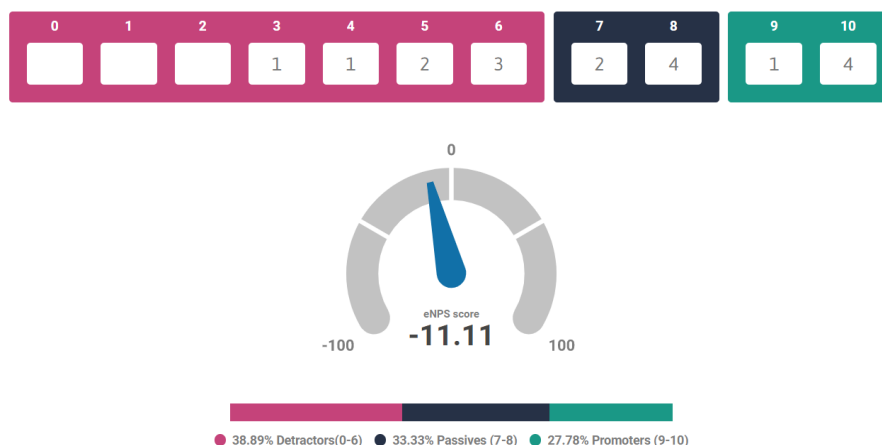 0 1 2 3 4 5 6 7 8 9 10
1 1 2 3 2 4 1 4
0
eNPS score
-11.11
-100 100
38.89% Detractors(0-6) 33.33% Passives (7-8) 27.78% Promoters (9-10)